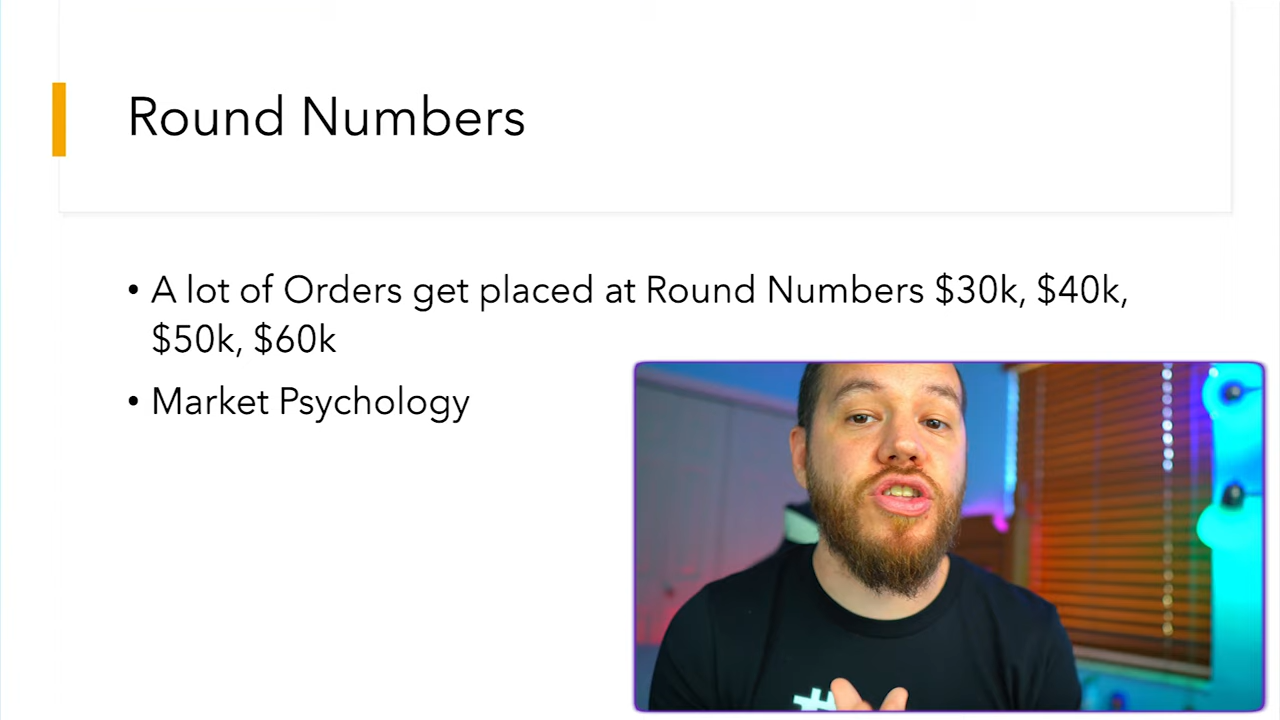 Round Numbers
• A lot of Orders get placed at Round Numbers $30k, $40k,
$50k, $60k
• Market Psychology